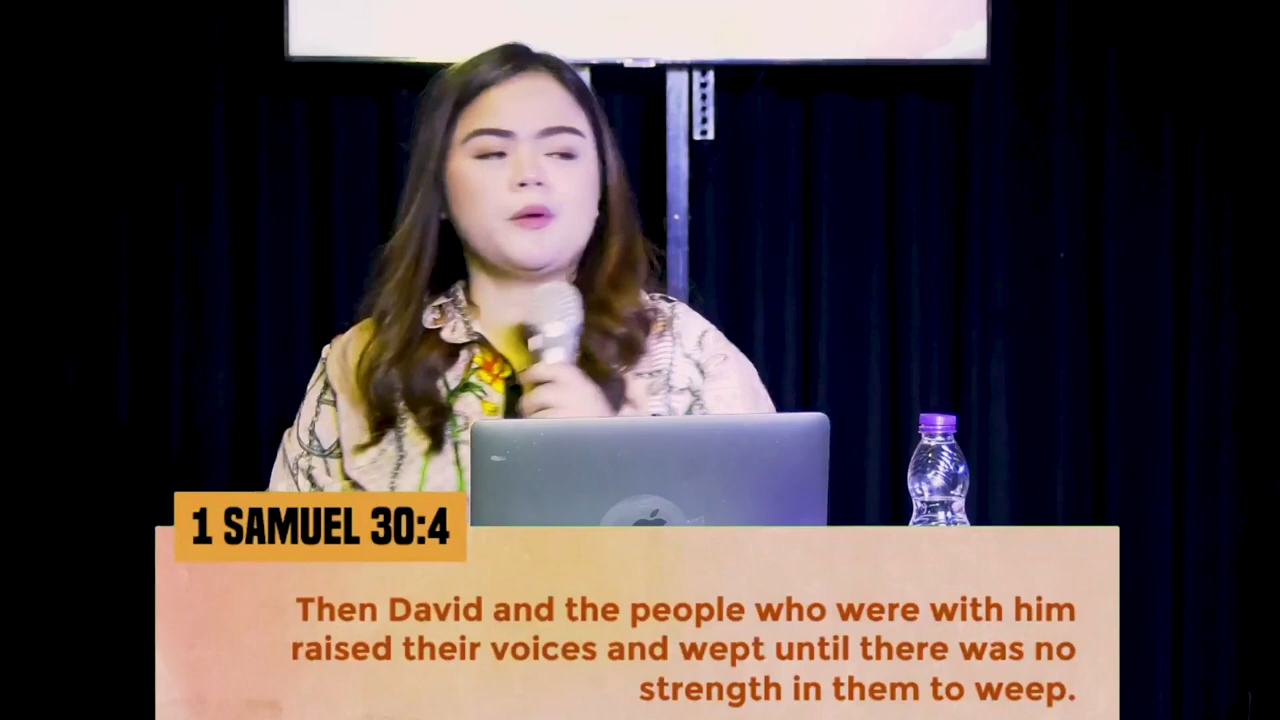 1 SAMUEL 30:4
Then David and the people who were with him
raised their voices and wept until there was no
strength in them to weep.